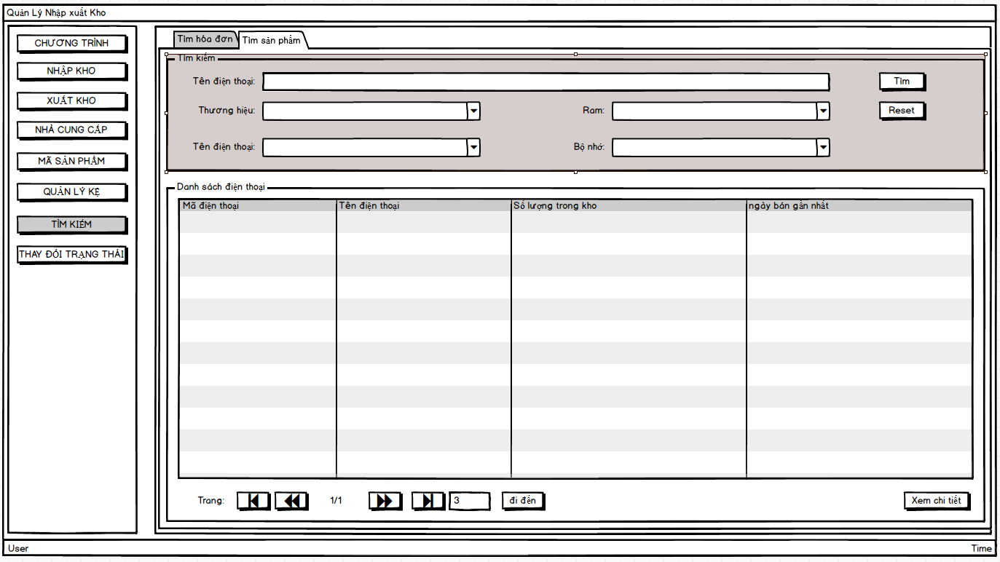 Quản Lý Nhập xuất Kho
CHƯƠNG TRÌNH
NHẬP KHO
XUẤT KHO
NHÀ CUNG CẤP
MÃ SẢN PHẨM
QUẢN LÝ KỆ
TÌM KIẾM
THAY ĐỔI TRẠNG THÁI
Tìm hóa đơn Tìm sản phẩm
Tìm kiếm
Tên điện thoại: Tìm
Thương hiệu: Ram: Reset
Tên điện thoại: Bộ nhớ:
Danh sách điện thoại
Mã điện thoại Tên điện thoại Số lượng trong kho ngày bán gần nhất
Trang: 1/1 3 đi đến Xem chi tiết
User Time